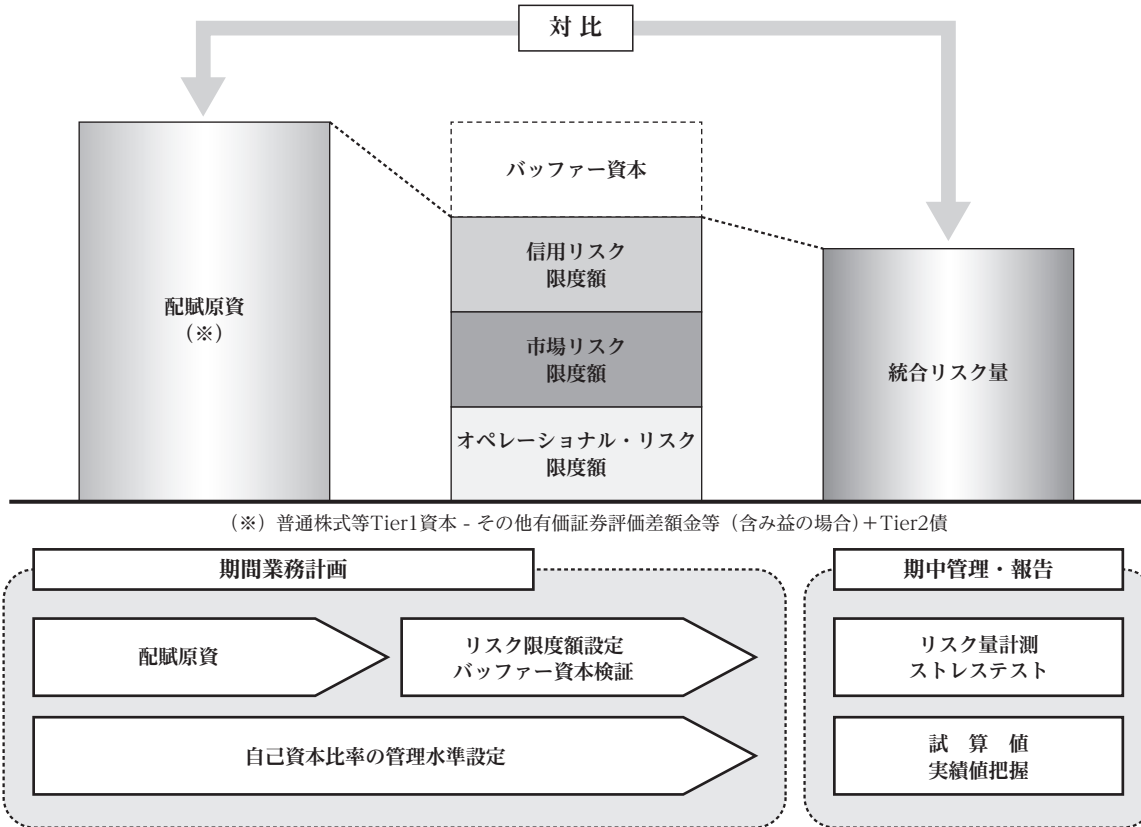 対 比
配賦原資
（※）
バッファー資本
信用リスク
限度額
市場リスク
限度額
オペレーショナル・リスク
限度額
統合リスク量
（※）普通株式等Tier1資本 - その他有価証券評価差額金等（含み益の場合）＋Tier2債
期間業務計画
配賦原資
リスク限度額設定
バッファー資本検証
自己資本比率の管理水準設定
期中管理・報告
リスク量計測
ストレステスト
試　算　値
実績値把握